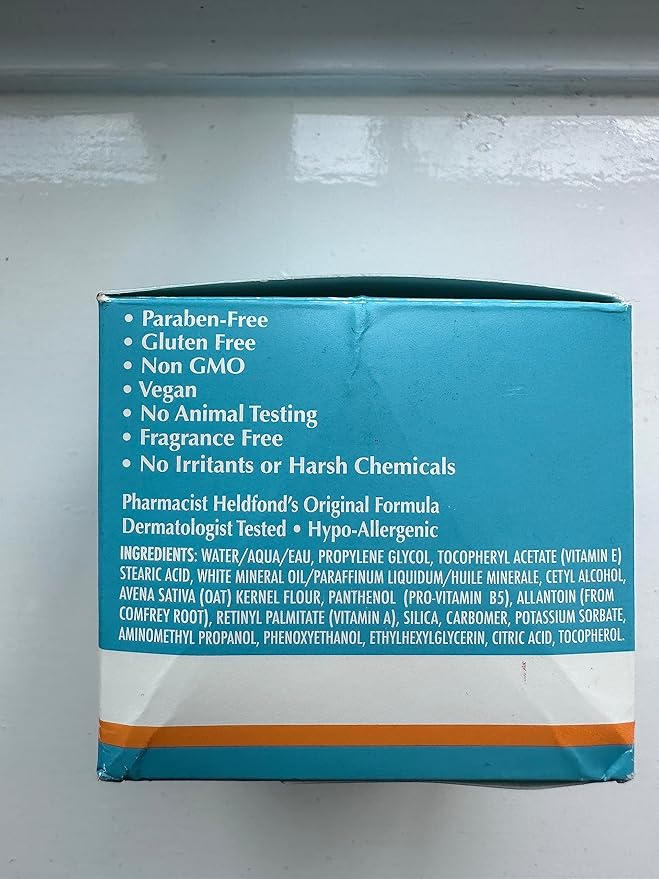 • Paraben-Free
• Gluten Free
• Non GMO
• Vegan
• No Animal Testing
• Fragrance Free
• No Irritants or Harsh Chemicals
Pharmacist Heldfond's Original Formula
Dermatologist Tested • Hypo-Allergenic
INGREDIENTS: WATER/AQUA/EAU, PROPYLENE GLYCOL, TOCOPHERYL ACETATE (VITAMIN E)
STEARIC ACID, WHITE MINERAL OIL/PARAFFINUM LIQUIDUM/HUILE MINERALE, CETYL ALCOHOL,
AVENA SATIVA (OAT) KERNEL FLOUR, PANTHENOL (PRO-VITAMIN B5), ALLANTOIN (FROM
COMFREY ROOT), RETINYL PALMITATE (VITAMIN A), SILICA, CARBOMER, POTASSIUM SORBATE,
AMINOMETHYL PROPANOL, PHENOXYETHANOL, ETHYLHEXYLGLYCERIN, CITRIC ACID, TOCOPHEROL.